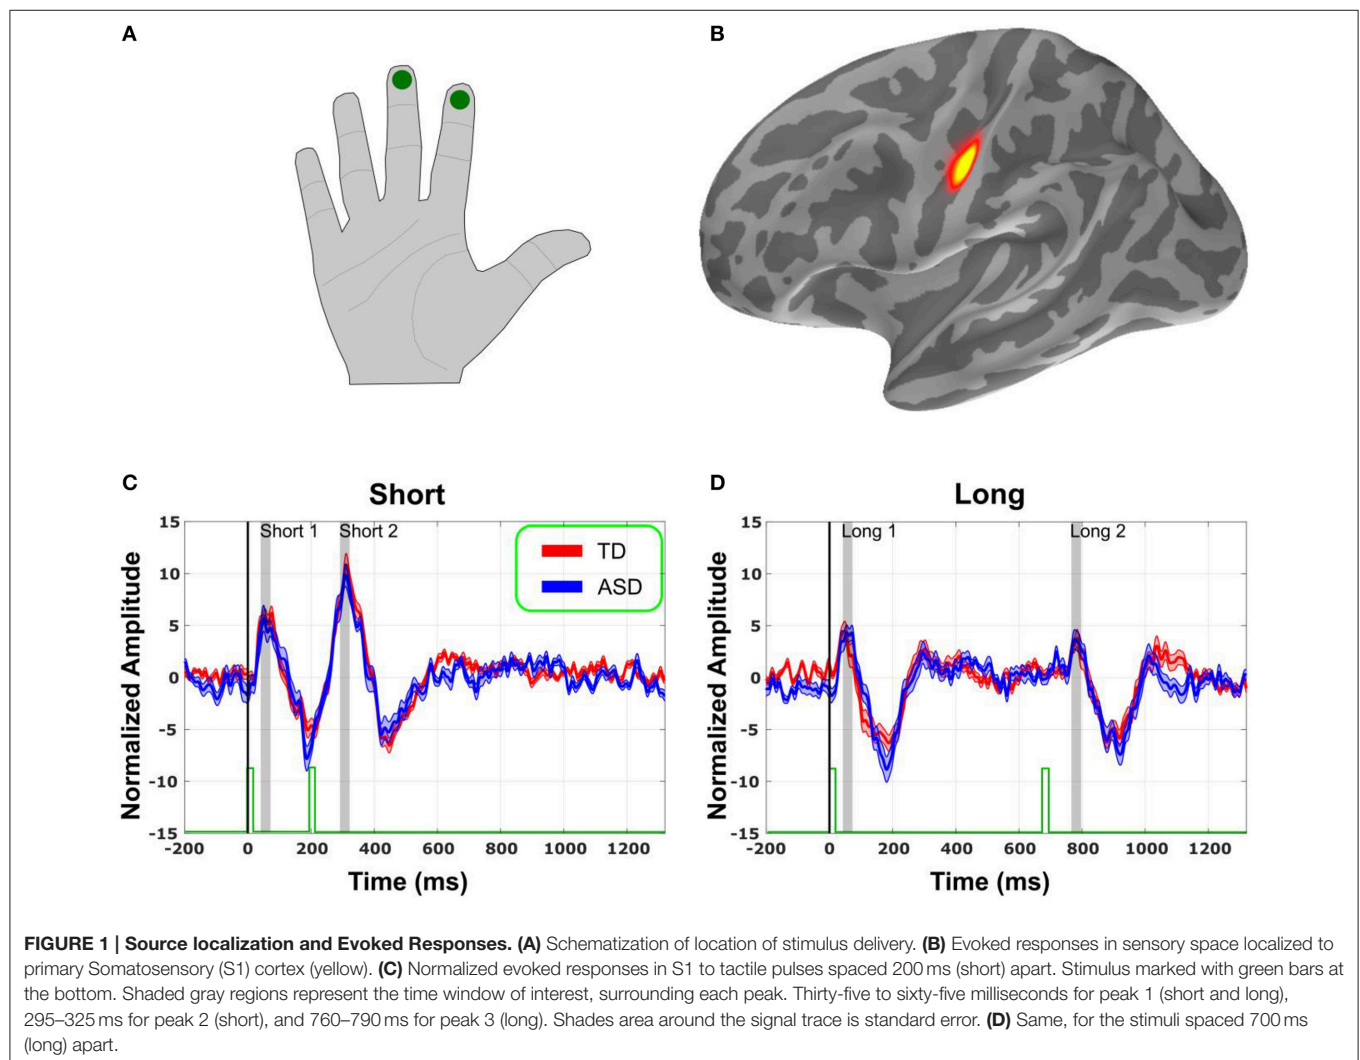 A
B
C
Short
Short 1
Short 2
TD
ASD
Normalized Amplitude
15
10
5
0
-5
-10
-15
-200
0
200
400
600
800
1000
1200
Time (ms)
D
Long
Long 1
Long 2
Normalized Amplitude
15
10
5
0
-5
-10
-15
-200
0
200
400
600
800
1000
1200
Time (ms)
FIGURE 1 | Source localization and Evoked Responses. (A) Schematization of location of stimulus delivery. (B) Evoked responses in sensory space localized to
primary Somatosensory (S1) cortex (yellow). (C) Normalized evoked responses in S1 to tactile pulses spaced 200 ms (short) apart. Stimulus marked with green bars at
the bottom. Shaded gray regions represent the time window of interest, surrounding each peak. Thirty-five to sixty-five milliseconds for peak 1 (short and long),
295–325 ms for peak 2 (short), and 760–790 ms for peak 3 (long). Shades area around the signal trace is standard error. (D) Same, for the stimuli spaced 700 ms
(long) apart.